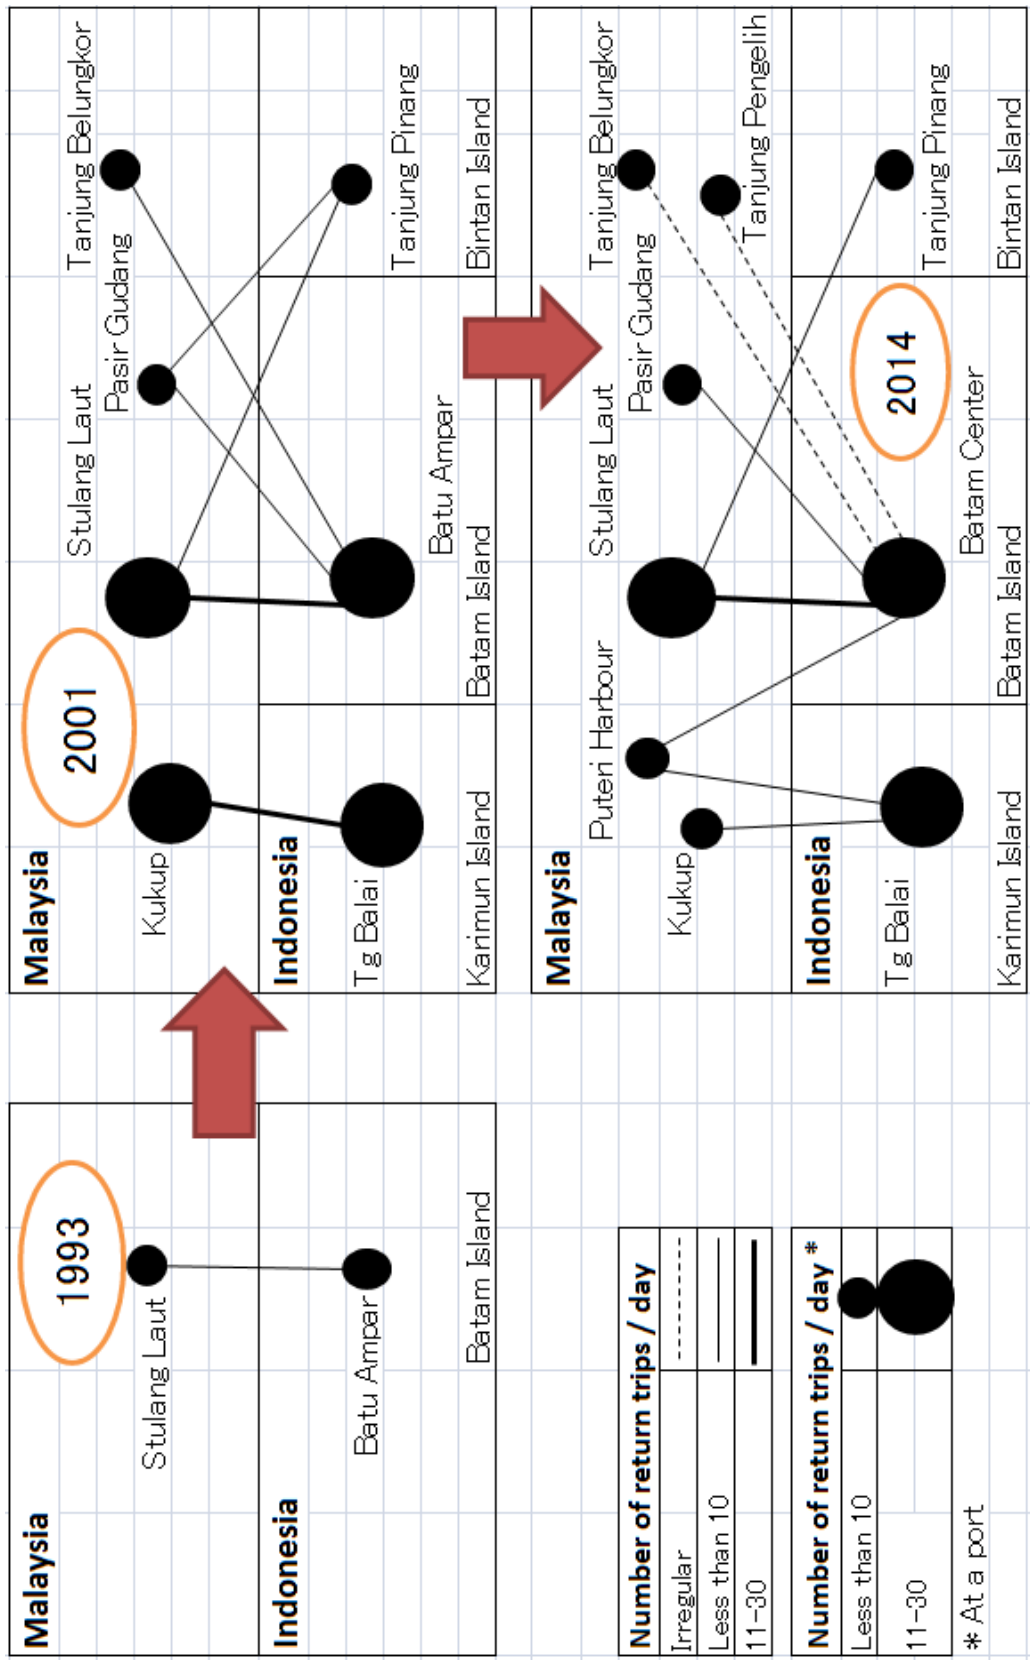 1993
Malaysia
Stulang Laut
Indonesia
Batu Ampar
Batam Island
2001
Malaysia
Kukup
Stulang Laut
Pasir Gudang
Tanjung Belungkor
Indonesia
Tg Balai
Batu Ampar
Tanjung Pinang
Karimun Island
Batam Island
Bintan Island
Number of return trips / day
Irregular
Less than 10
11-30
Number of return trips / day *
Less than 10
11-30
* At a port
Malaysia
Kukup
Puteri Harbour
Stulang Laut
Pasir Gudang
Tanjung Belungkor
Tanjung Pengelih
Indonesia
2014
Tg Balai
Batam Center
Tanjung Pinang
Karimun Island
Batam Island
Bintan Island